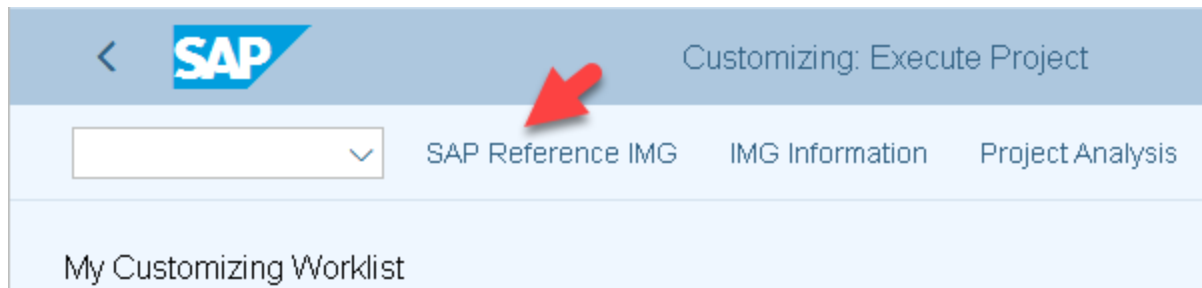 SAP
Customizing: Execute Project
SAP Reference IMG IMG Information Project Analysis
My Customizing Worklist